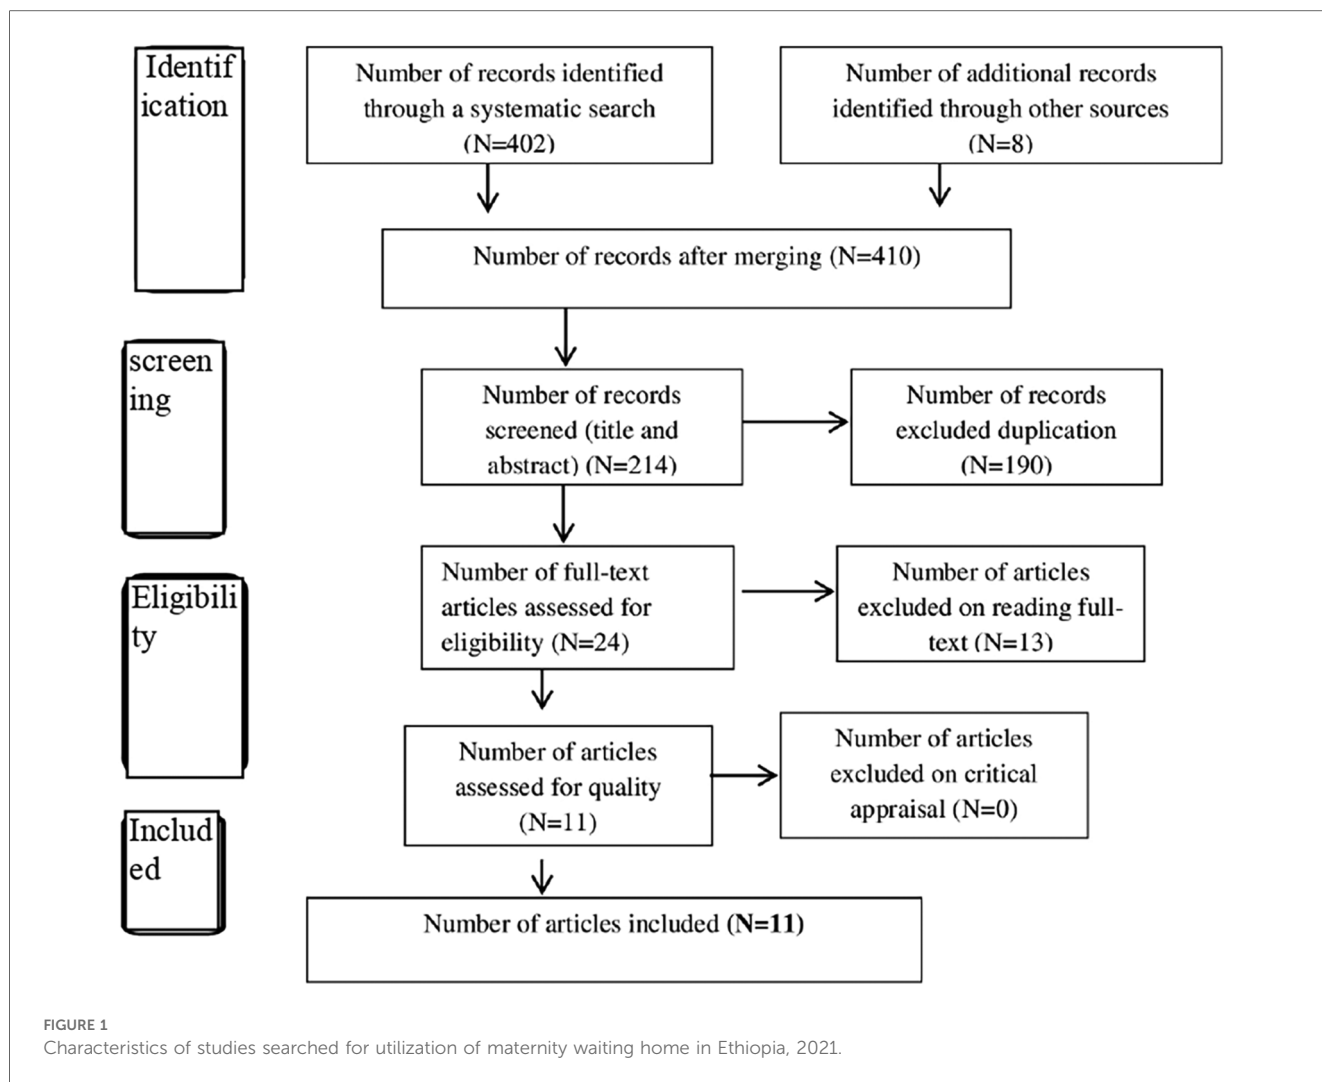 Identif
ication
Number of records identified
through a systematic search
(N=402)
Number of additional records
identified through other sources
(N=8)
Number of records after merging (N=410)
screen
ing
Number of records
screened (title and
abstract) (N=214)
Number of records
excluded duplication
(N=190)
Eligibili
ty
Number of full-text
articles assessed for
eligibility (N=24)
Number of articles
excluded on reading full-
text (N=13)
Number of articles
assessed for quality
(N=11)
Number of articles
excluded on critical
appraisal (N=0)
Includ
ed
Number of articles included (N=11)
FIGURE 1
Characteristics of studies searched for utilization of maternity waiting home in Ethiopia, 2021.